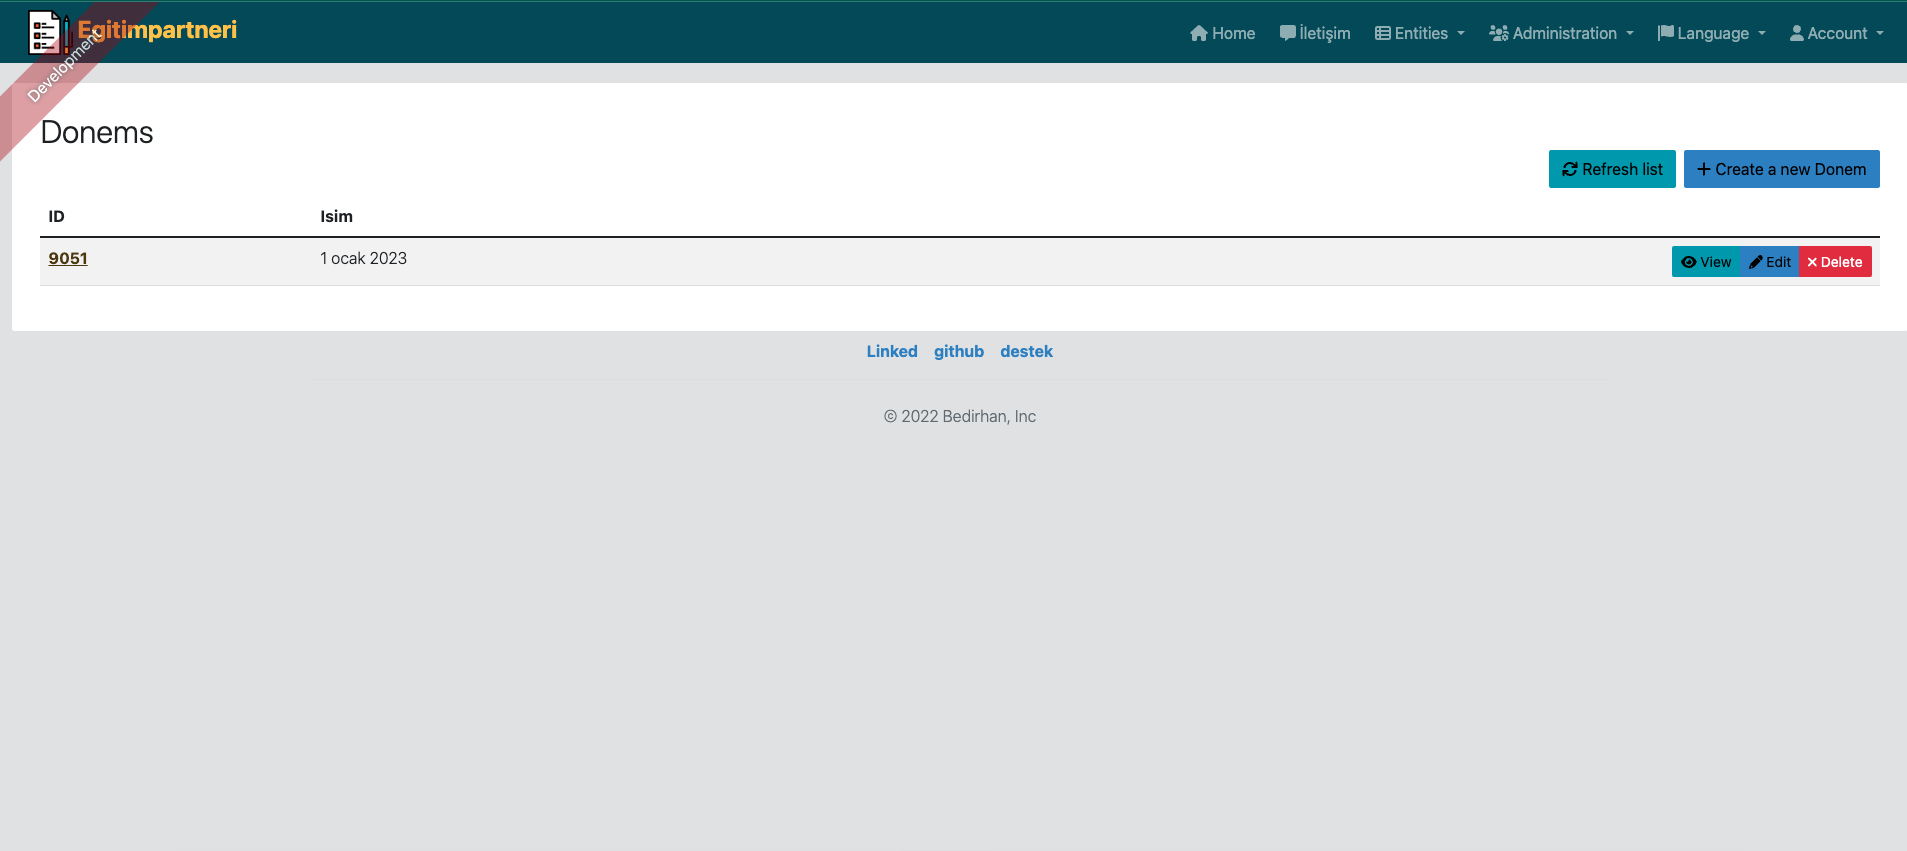 Egitimpartneri
Home İletişim Entities Administration Language Account
Development
Donems
Refresh list Create a new Donem
ID Isim
9051 1 ocak 2023 View Edit Delete
Linked github destek
© 2022 Bedirhan, Inc